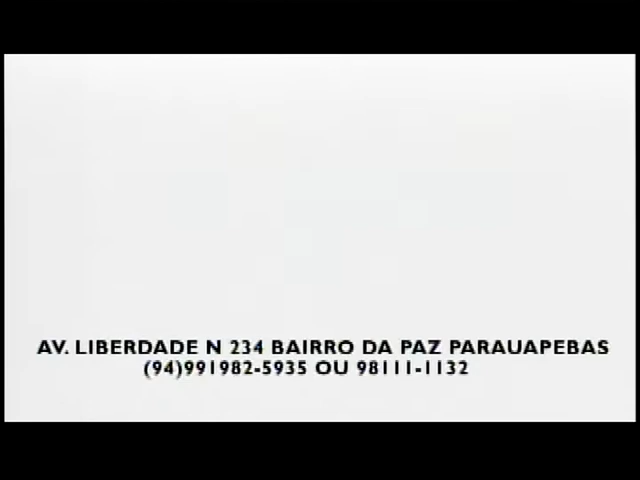 AV. LIBERDADE N 234 BAIRRO DA PAZ PARAUAPEBAS
(94)991982-5935 OU 98111-1132